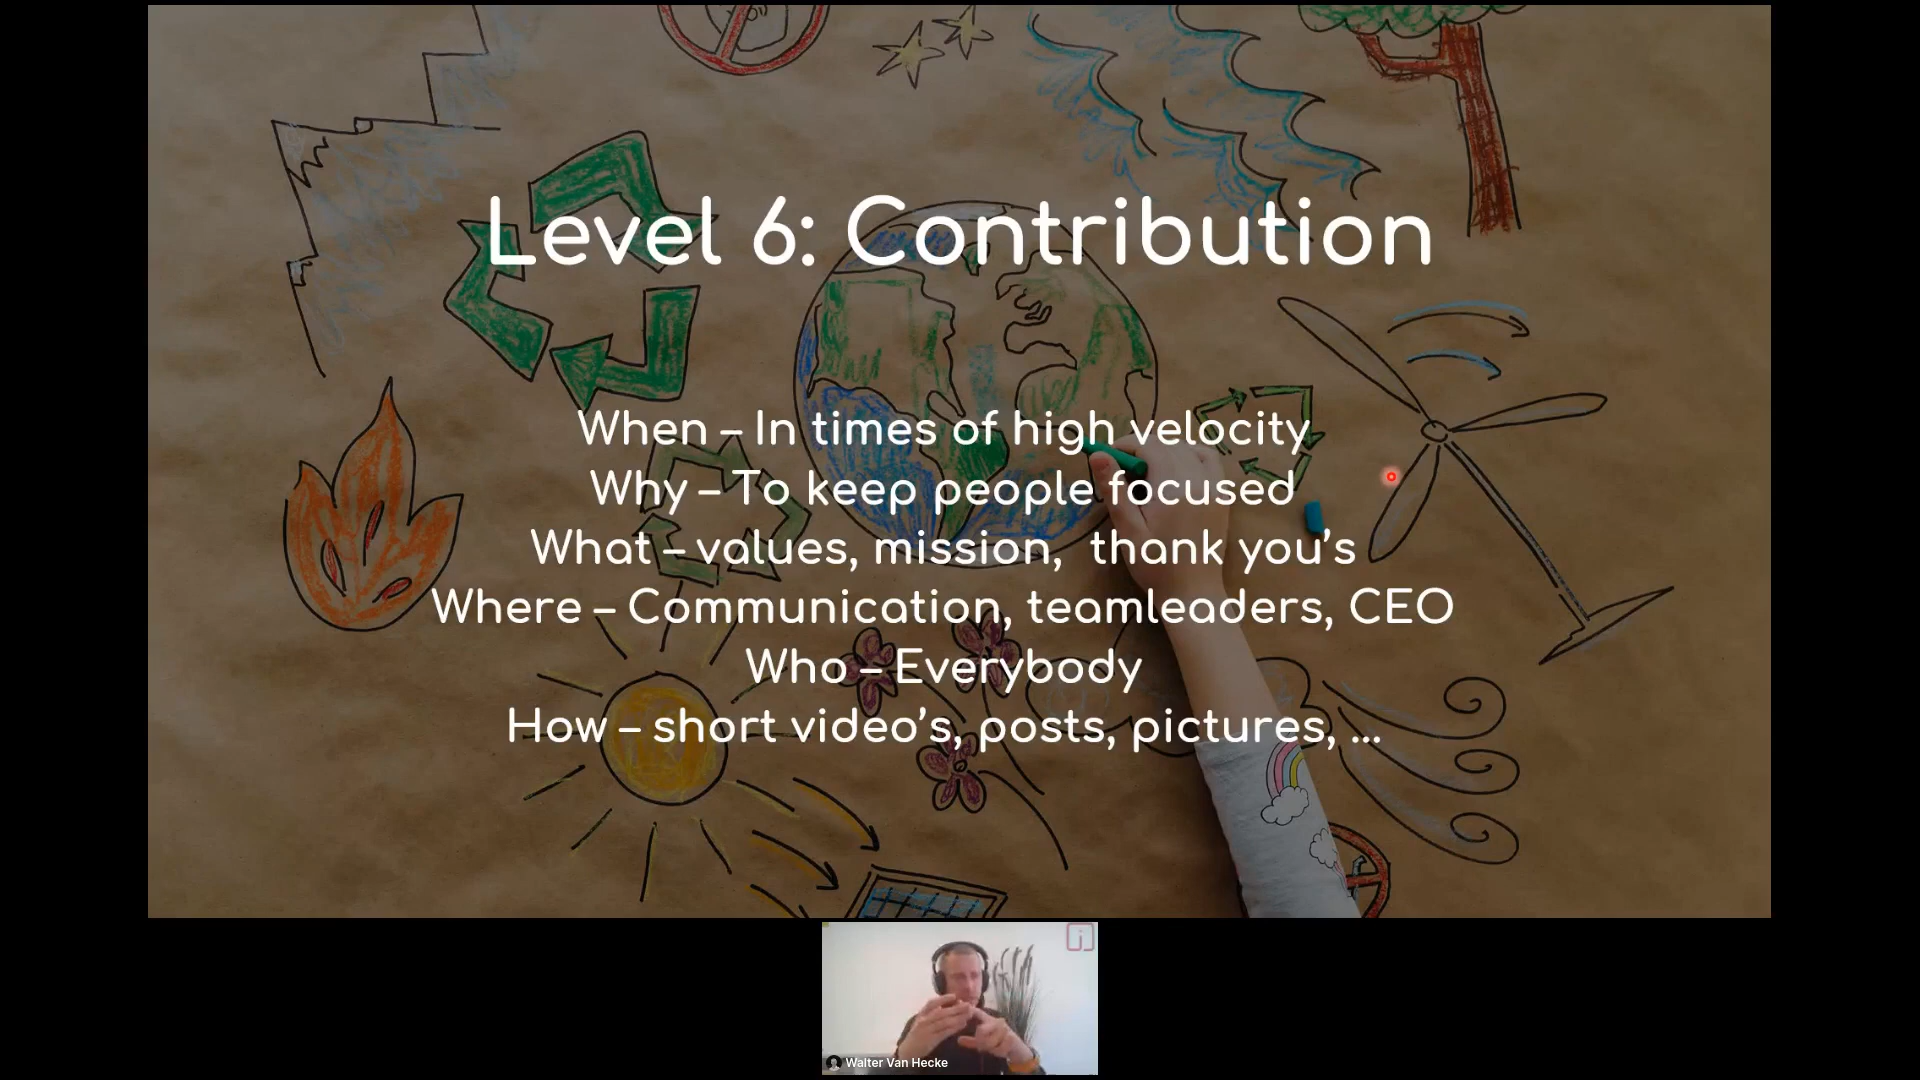 Level 6: Contribution
When – In times of high velocity
Why – To keep people focused
What – values, mission,  thank you’s
Where – Communication, teamleaders, CEO
Who – Everybody
How – short video’s, posts, pictures, ...
Walter Van Hecke